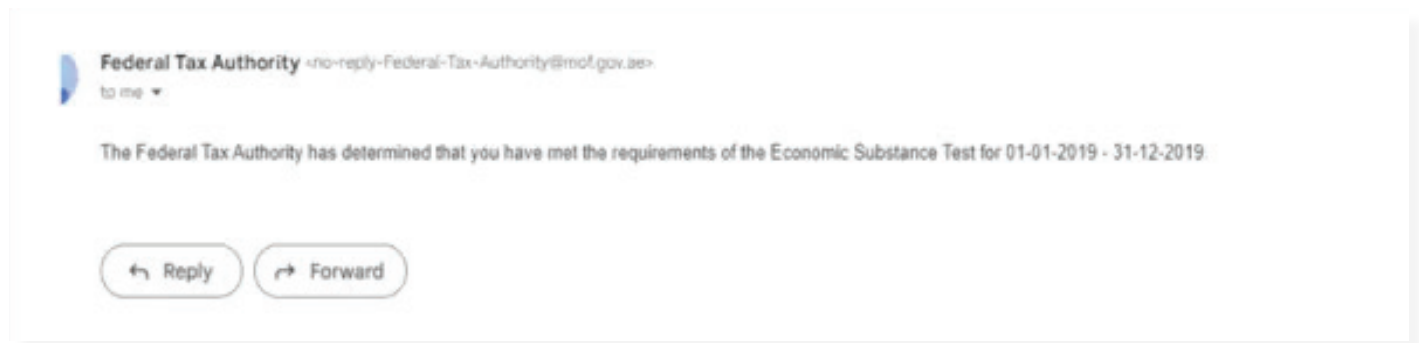 Federal Tax Authority <no-reply-Federal-Tax-Authority@mof.gov.ae>
to me
The Federal Tax Authority has determined that you have met the requirements of the Economic Substance Test for 01-01-2019 - 31-12-2019.
Reply Forward